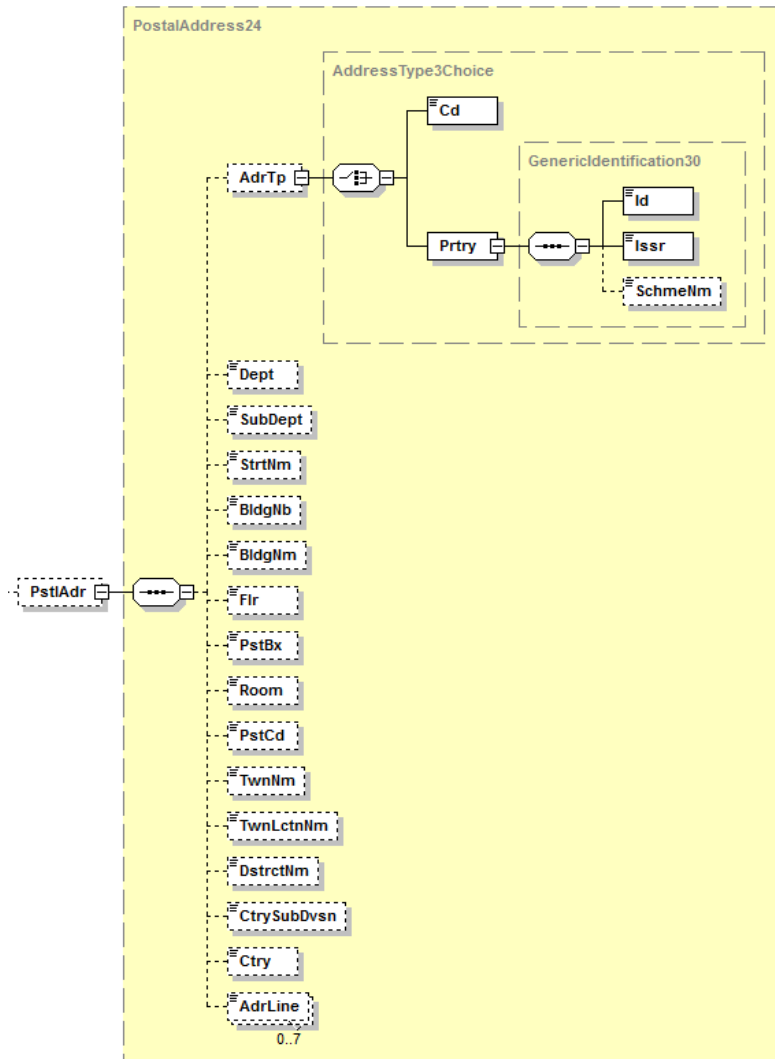 PostalAddress24
AddressType3Choice
Cd
GenericIdentification30
AdrTp
Id
Prtry
Issr
SchmeNm
Dept
SubDept
StrtNm
BldgNb
BldgNm
PstlAdr
Flr
PstBx
Room
PstCd
TwnNm
TwnLctnNm
DstrctNm
CtrySubDvsn
Ctry
AdrLine
0..7